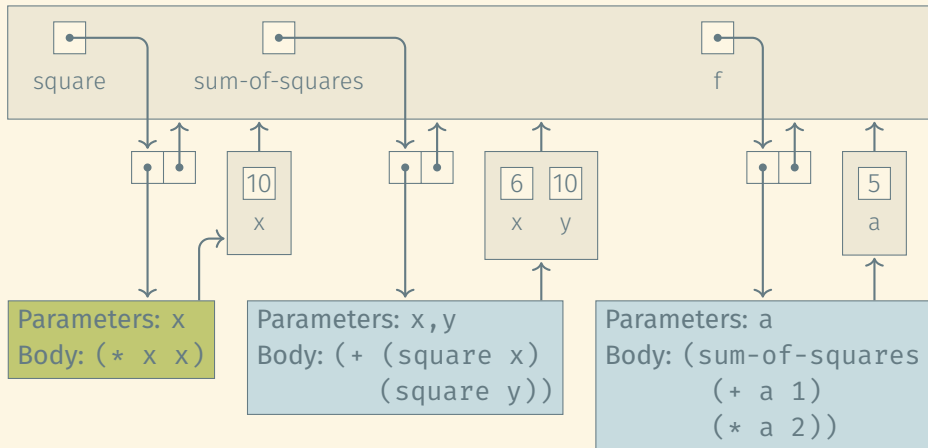 square
sum-of-squares
f
10
x
6
10
x
y
5
a
Parameters: x
Body: (* x x)
Parameters: x,y
Body: (+ (square x)
(square y))
Parameters: a
Body: (sum-of-squares
(+ a 1)
(* a 2))